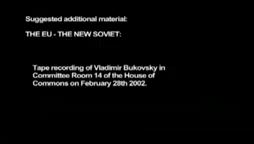 Suggested additional material:
THE EU - THE NEW SOVIET:
Tape recording of Vladimir Bukovsky in
Committee Room 14 of the House of
Commons on February 28th 2002.